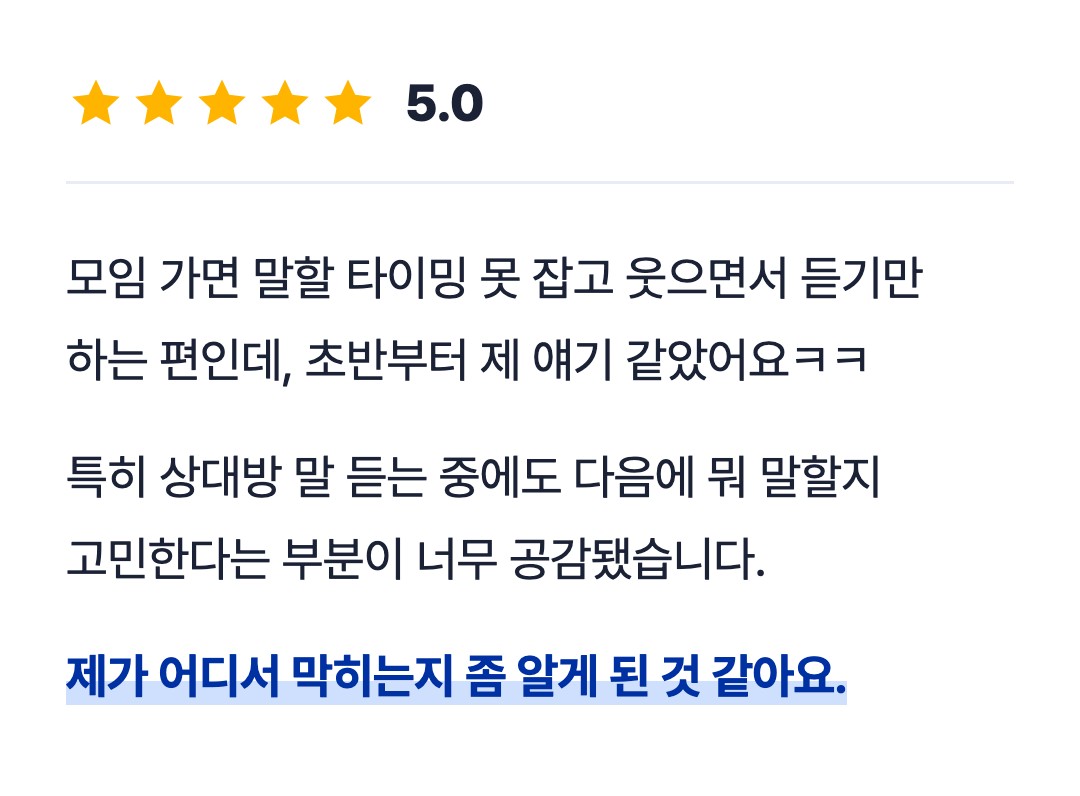 5.0
모임 가면 말할 타이밍 못 잡고 웃으면서 듣기만
하는 편인데, 초반부터 제 얘기 같았어요ㅋㅋ
특히 상대방 말 듣는 중에도 다음에 뭐 말할지
고민한다는 부분이 너무 공감됐습니다.
제가 어디서 막히는지 좀 알게 된 것 같아요.